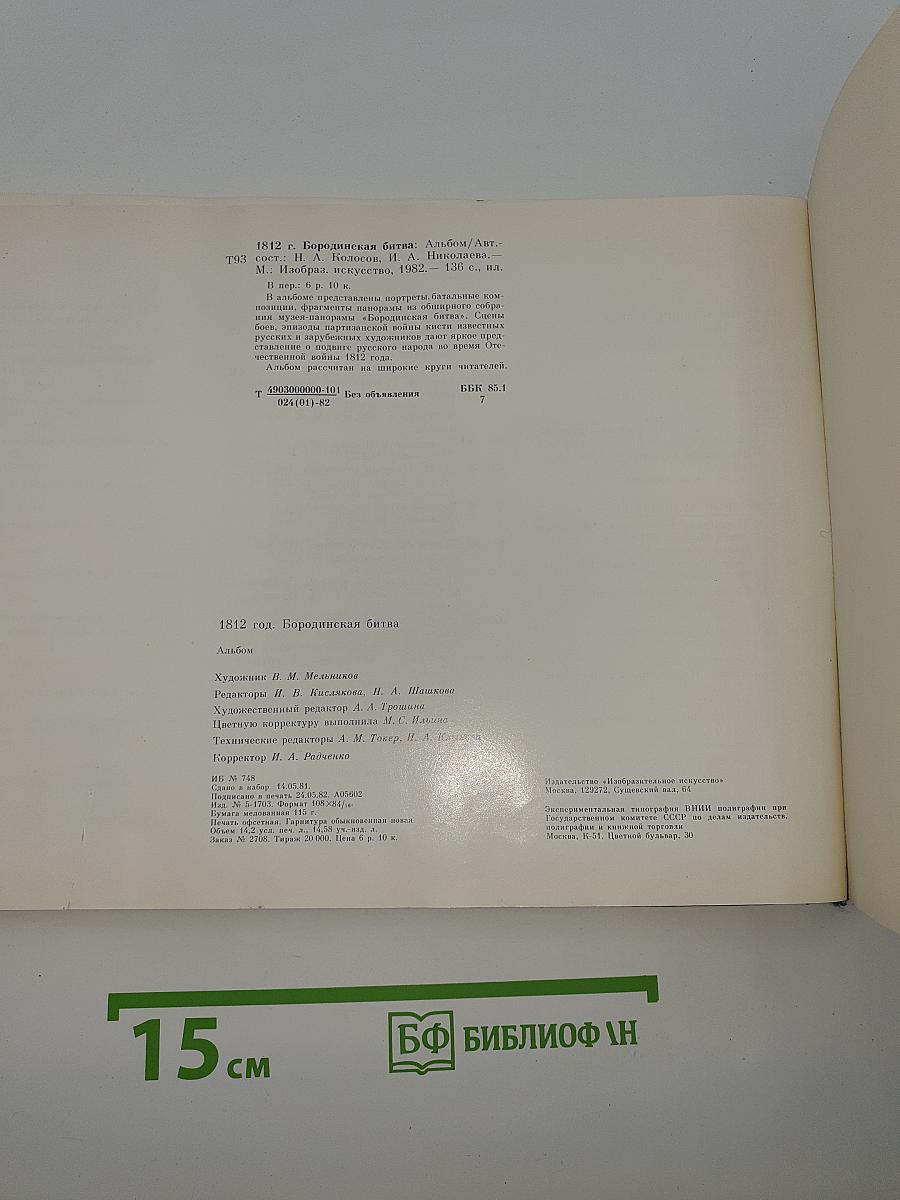 1812 г. Бородинская битва: Альбом/Авт.-
Т93 сост.: Н. А. Колосов, И. А. Николаева.—
М.: Изобраз. искусство, 1982.— 136 с., ил.
В пер.: 6 р. 10 к.
В альбоме представлены портреты, батальные ком-
позиции, фрагменты панорамы из обширного собра-
ния музея-панорамы «Бородинская битва». Сцены
боев, эпизоды партизанской войны кисти известных
русских и зарубежных художников дают яркое пред-
ставление о подвиге русского народа во время Оте-
чественной войны 1812 года.
Альбом рассчитан на широкие круги читателей.
Т 4903000000-101 Без объявления ББК 85.1
024(01)-82 7
1812 год. Бородинская битва
Альбом
Художник В. М. Мельников
Редакторы И. В. Кислякова, Н. А. Шашкова
Художественный редактор А. А. Трошина
Цветную корректуру выполнила М. С. Ильина
Технические редакторы А. М. Токер, И. А.
Корректор И. А. Радченко
ИБ № 748
Сдано в набор 14.05.81.
Подписано в печать 24.05.82. А05602
Изд. № 5-1703. Формат 108×84/16.
Бумага мелованная 115 г.
Печать офсетная. Гарнитура обыкновенная новая
Объем 14,2 усл. печ. л., 14,58 уч.-изд. л.
Заказ № 2708. Тираж 20 000. Цена 6 р. 10 к.
Издательство «Изобразительное искусство»
Москва, 129272, Сущевский вал, 64
Экспериментальная типография ВНИИ полиграфии при
Государственном комитете СССР по делам издательств,
полиграфии и книжной торговли
Москва, К-51, Цветной бульвар, 30
15 см
БФ БИБЛИОФ\Н